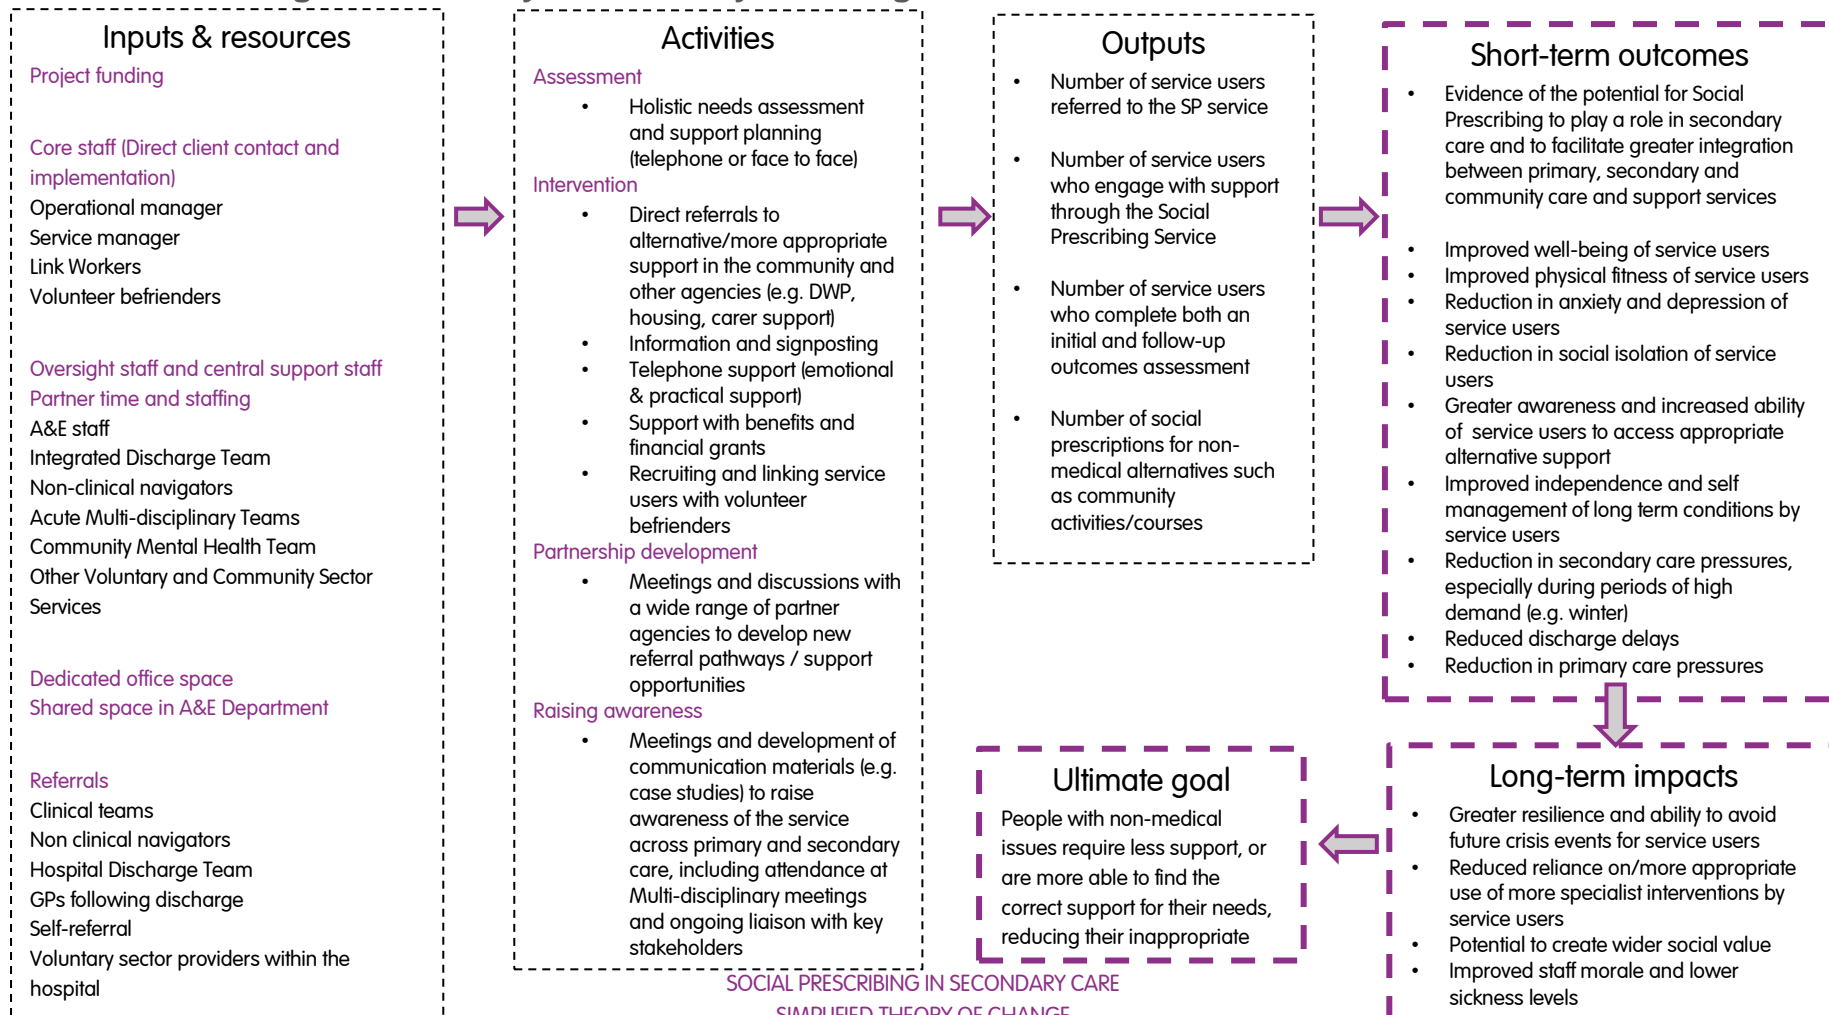 Inputs & resources
Project funding
Core staff (Direct client contact and
implementation)
Operational manager
Service manager
Link Workers
Volunteer befrienders
Oversight staff and central support staff
Partner time and staffing
A&E staff
Integrated Discharge Team
Non-clinical navigators
Acute Multi-disciplinary Teams
Community Mental Health Team
Other Voluntary and Community Sector
Services
Dedicated office space
Shared space in A&E Department
Referrals
Clinical teams
Non clinical navigators
Hospital Discharge Team
GPs following discharge
Self-referral
Voluntary sector providers within the
hospital
Activities
Assessment
• Holistic needs assessment
and support planning
(telephone or face to face)
Intervention
• Direct referrals to
alternative/more appropriate
support in the community and
other agencies (e.g. DWP,
housing, carer support)
• Information and signposting
• Telephone support (emotional
& practical support)
• Support with benefits and
financial grants
• Recruiting and linking service
users with volunteer
befrienders
Partnership development
• Meetings and discussions with
a wide range of partner
agencies to develop new
referral pathways / support
opportunities
Raising awareness
• Meetings and development of
communication materials (e.g.
case studies) to raise
awareness of the service
across primary and secondary
care, including attendance at
Multi-disciplinary meetings
and ongoing liaison with key
stakeholders
Outputs
• Number of service users
referred to the SP service
• Number of service users
who engage with support
through the Social
Prescribing Service
• Number of service users
who complete both an
initial and follow-up
outcomes assessment
• Number of social
prescriptions for non-
medical alternatives such
as community
activities/courses
Short-term outcomes
• Evidence of the potential for Social
Prescribing to play a role in secondary
care and to facilitate greater integration
between primary, secondary and
community care and support services
• Improved well-being of service users
• Improved physical fitness of service users
• Reduction in anxiety and depression of
service users
• Reduction in social isolation of service
users
• Greater awareness and increased ability
of service users to access appropriate
alternative support
• Improved independence and self
management of long term conditions by
service users
• Reduction in secondary care pressures,
especially during periods of high
demand (e.g. winter)
• Reduced discharge delays
• Reduction in primary care pressures
Long-term impacts
• Greater resilience and ability to avoid
future crisis events for service users
• Reduced reliance on/more appropriate
use of more specialist interventions by
service users
• Potential to create wider social value
• Improved staff morale and lower
sickness levels
Ultimate goal
People with non-medical
issues require less support, or
are more able to find the
correct support for their needs,
reducing their inappropriate
SOCIAL PRESCRIBING IN SECONDARY CARE
SIMPLIFIED THEORY OF CHANGE